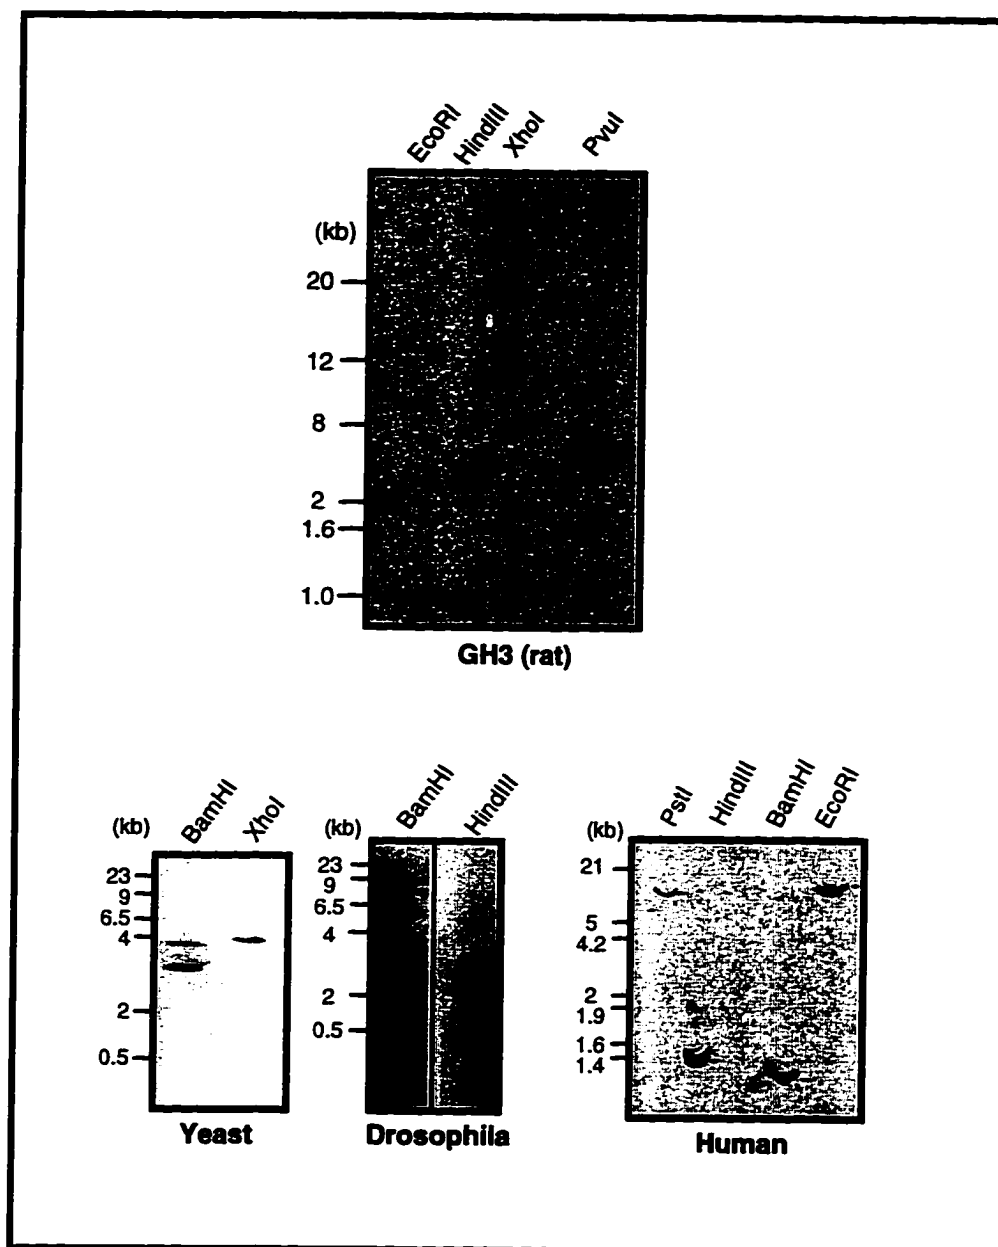 EcoRI HindIII XhoI PvuI
(kb)
20
12
8
2
1.6
1.0
GH3 (rat)
(kb) BamHI XhoI
23
9
6.5
4
2
0.5
Yeast
(kb) BamHI HindIII
23
9
6.5
4
2
0.5
Drosophila
(kb) PstI HindIII BamHI EcoRI
21
5
4.2
2
1.9
1.6
1.4
Human